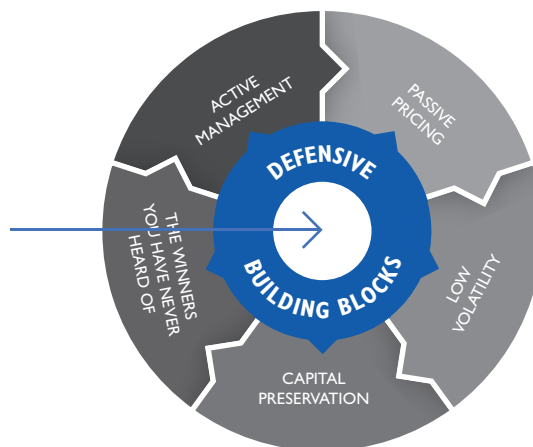 ACTIVE
MANAGEMENT
PASSIVE
PRICING
DEFENSIVE
BUILDING BLOCKS
THE WINNERS
YOU HAVE NEVER
HEARD OF
LOW
VOLATILITY
CAPITAL
PRESERVATION